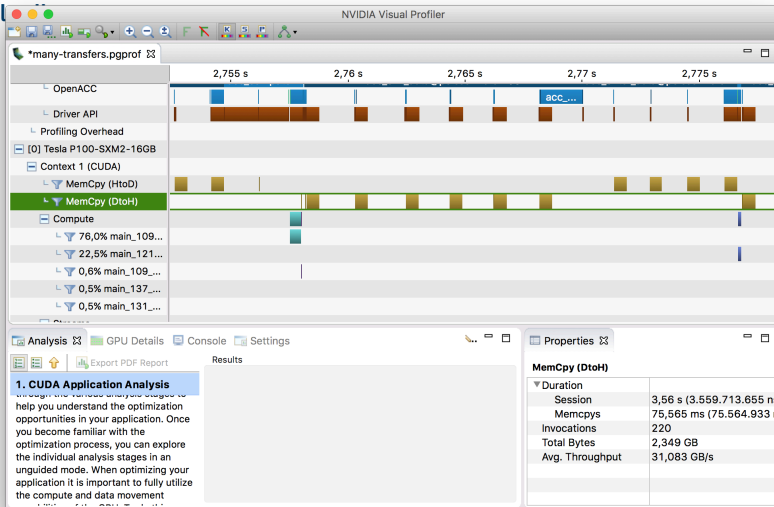 NVIDIA Visual Profiler
*many-transfers.pgprof
2,755 s
2,76 s
2,765 s
2,77 s
2,775 s
OpenACC
acc_...
Driver API
Profiling Overhead
[0] Tesla P100-SXM2-16GB
Context 1 (CUDA)
MemCpy (HtoD)
MemCpy (DtoH)
Compute
76,0% main_109...
22,5% main_121...
0,6% main_109_...
0,5% main_137_...
0,5% main_131_...
Analysis
GPU Details
Console
Settings
Export PDF Report
1. CUDA Application Analysis
through the various analysis stages to
help you understand the optimization
opportunities in your application. Once
you become familiar with the
optimization process, you can explore
the individual analysis stages in an
unguided mode. When optimizing your
application it is important to fully utilize
the compute and data movement
Results
Properties
MemCpy (DtoH)
Duration
Session 3,56 s (3.559.713.655 n
Memcpys 75,565 ms (75.564.933
Invocations 220
Total Bytes 2,349 GB
Avg. Throughput 31,083 GB/s